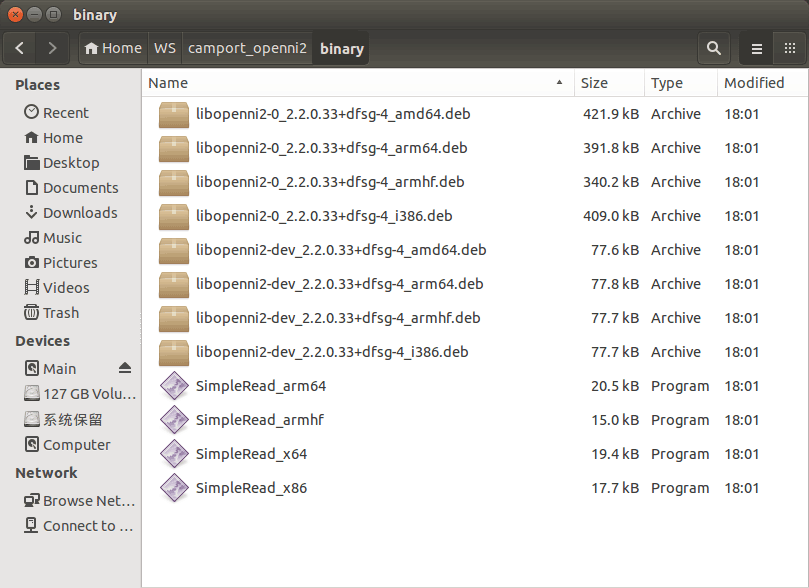 binary
Home WS camport_openni2 binary
Places
Recent
Home
Desktop
Documents
Downloads
Music
Pictures
Videos
Trash
Devices
Main
127 GB Volu...
系统保留
Computer
Network
Browse Net...
Connect to ...
Name Size Type Modified
libopenni2-0_2.2.0.33+dfsg-4_amd64.deb 421.9 kB Archive 18:01
libopenni2-0_2.2.0.33+dfsg-4_arm64.deb 391.8 kB Archive 18:01
libopenni2-0_2.2.0.33+dfsg-4_armhf.deb 340.2 kB Archive 18:01
libopenni2-0_2.2.0.33+dfsg-4_i386.deb 409.0 kB Archive 18:01
libopenni2-dev_2.2.0.33+dfsg-4_amd64.deb 77.6 kB Archive 18:01
libopenni2-dev_2.2.0.33+dfsg-4_arm64.deb 77.8 kB Archive 18:01
libopenni2-dev_2.2.0.33+dfsg-4_armhf.deb 77.7 kB Archive 18:01
libopenni2-dev_2.2.0.33+dfsg-4_i386.deb 77.7 kB Archive 18:01
SimpleRead_arm64 20.5 kB Program 18:01
SimpleRead_armhf 15.0 kB Program 18:01
SimpleRead_x64 19.4 kB Program 18:01
SimpleRead_x86 17.7 kB Program 18:01